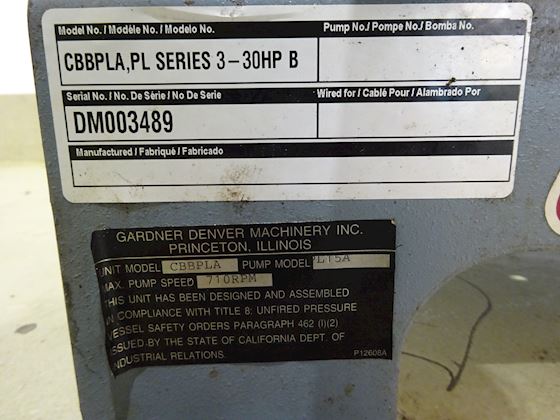 Model No. / Modèle No. / Modelo No.
Pump No./ Pompe No./ Bomba No.
CBBPLA,PL SERIES 3-30HP B
Serial No. / No. De Série / No De Serie
Wired for / Cablé Pour / Alambrado Por
DM003489
Manufactured / Fabriqué / Fabricado
GARDNER DENVER MACHINERY INC.
PRINCETON, ILLINOIS
UNIT MODEL CBBPLA PUMP MODEL PL15A
MAX. PUMP SPEED 710RPM
THIS UNIT HAS BEEN DESIGNED AND ASSEMBLED
IN COMPLIANCE WITH TITLE 8: UNFIRED PRESSURE
VESSEL SAFETY ORDERS PARAGRAPH 462 (l)(2)
ISSUED BY THE STATE OF CALIFORNIA DEPT. OF
INDUSTRIAL RELATIONS.
P12608A